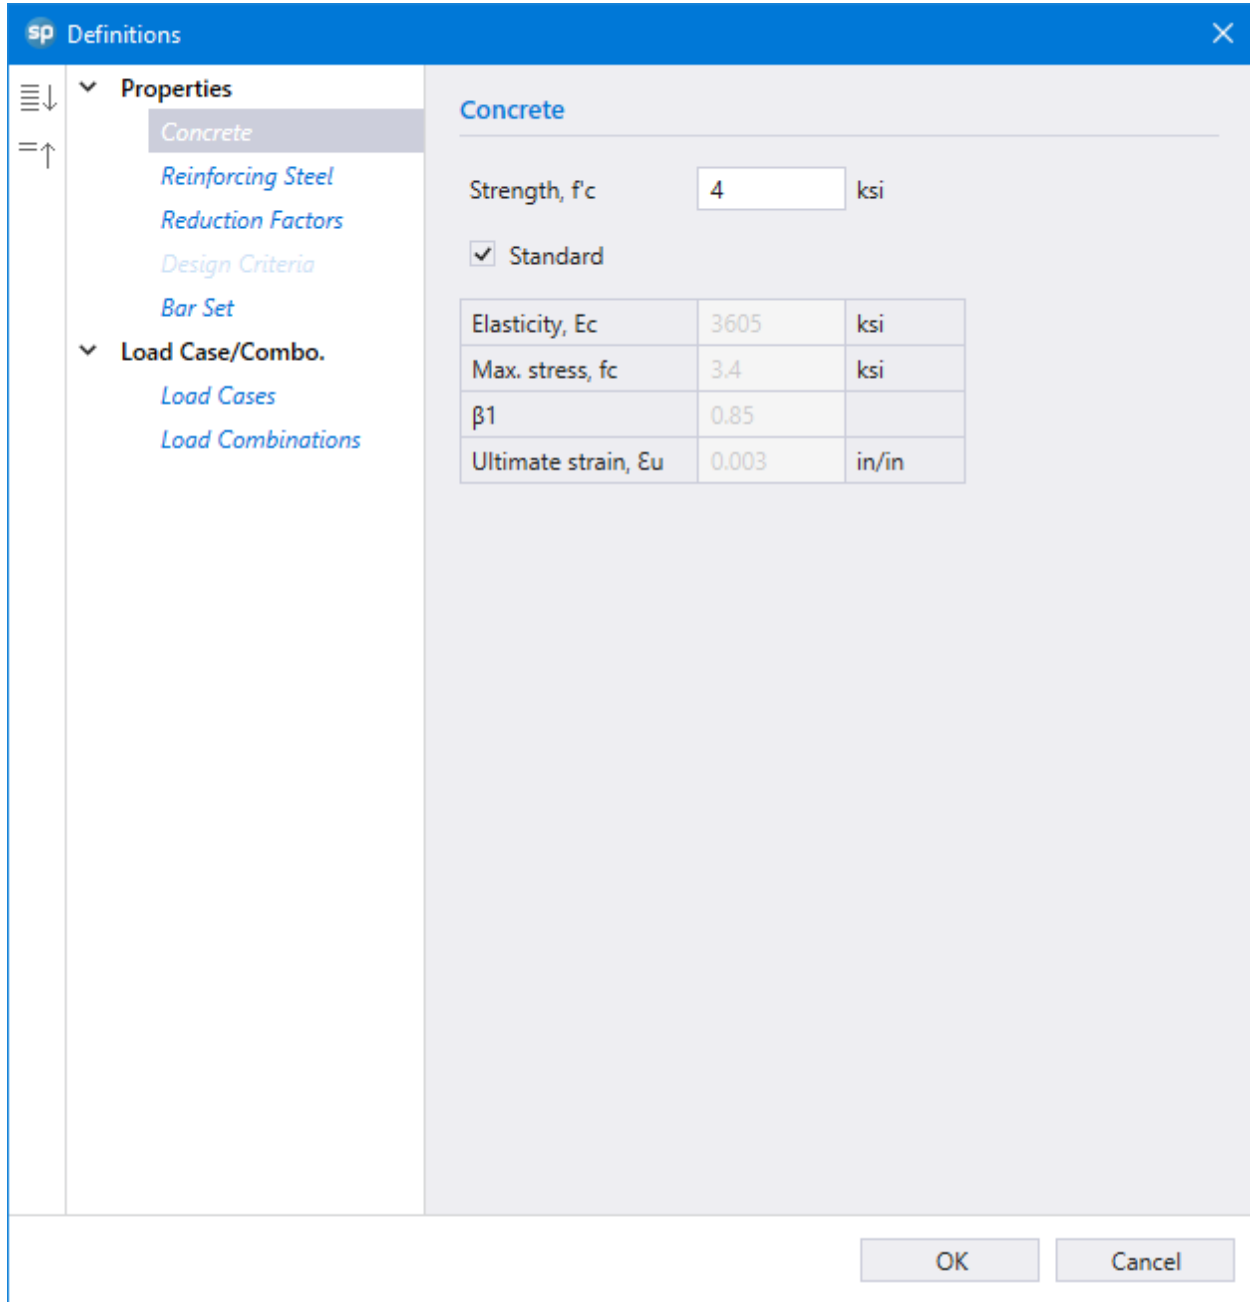 sp Definitions
Properties
Concrete
Reinforcing Steel
Reduction Factors
Design Criteria
Bar Set
Load Case/Combo.
Load Cases
Load Combinations
Concrete
Strength, f'c 4 ksi
Standard
Elasticity, Ec 3605 ksi
Max. stress, fc 3.4 ksi
β1 0.85
Ultimate strain, Ɛu 0.003 in/in
OK Cancel